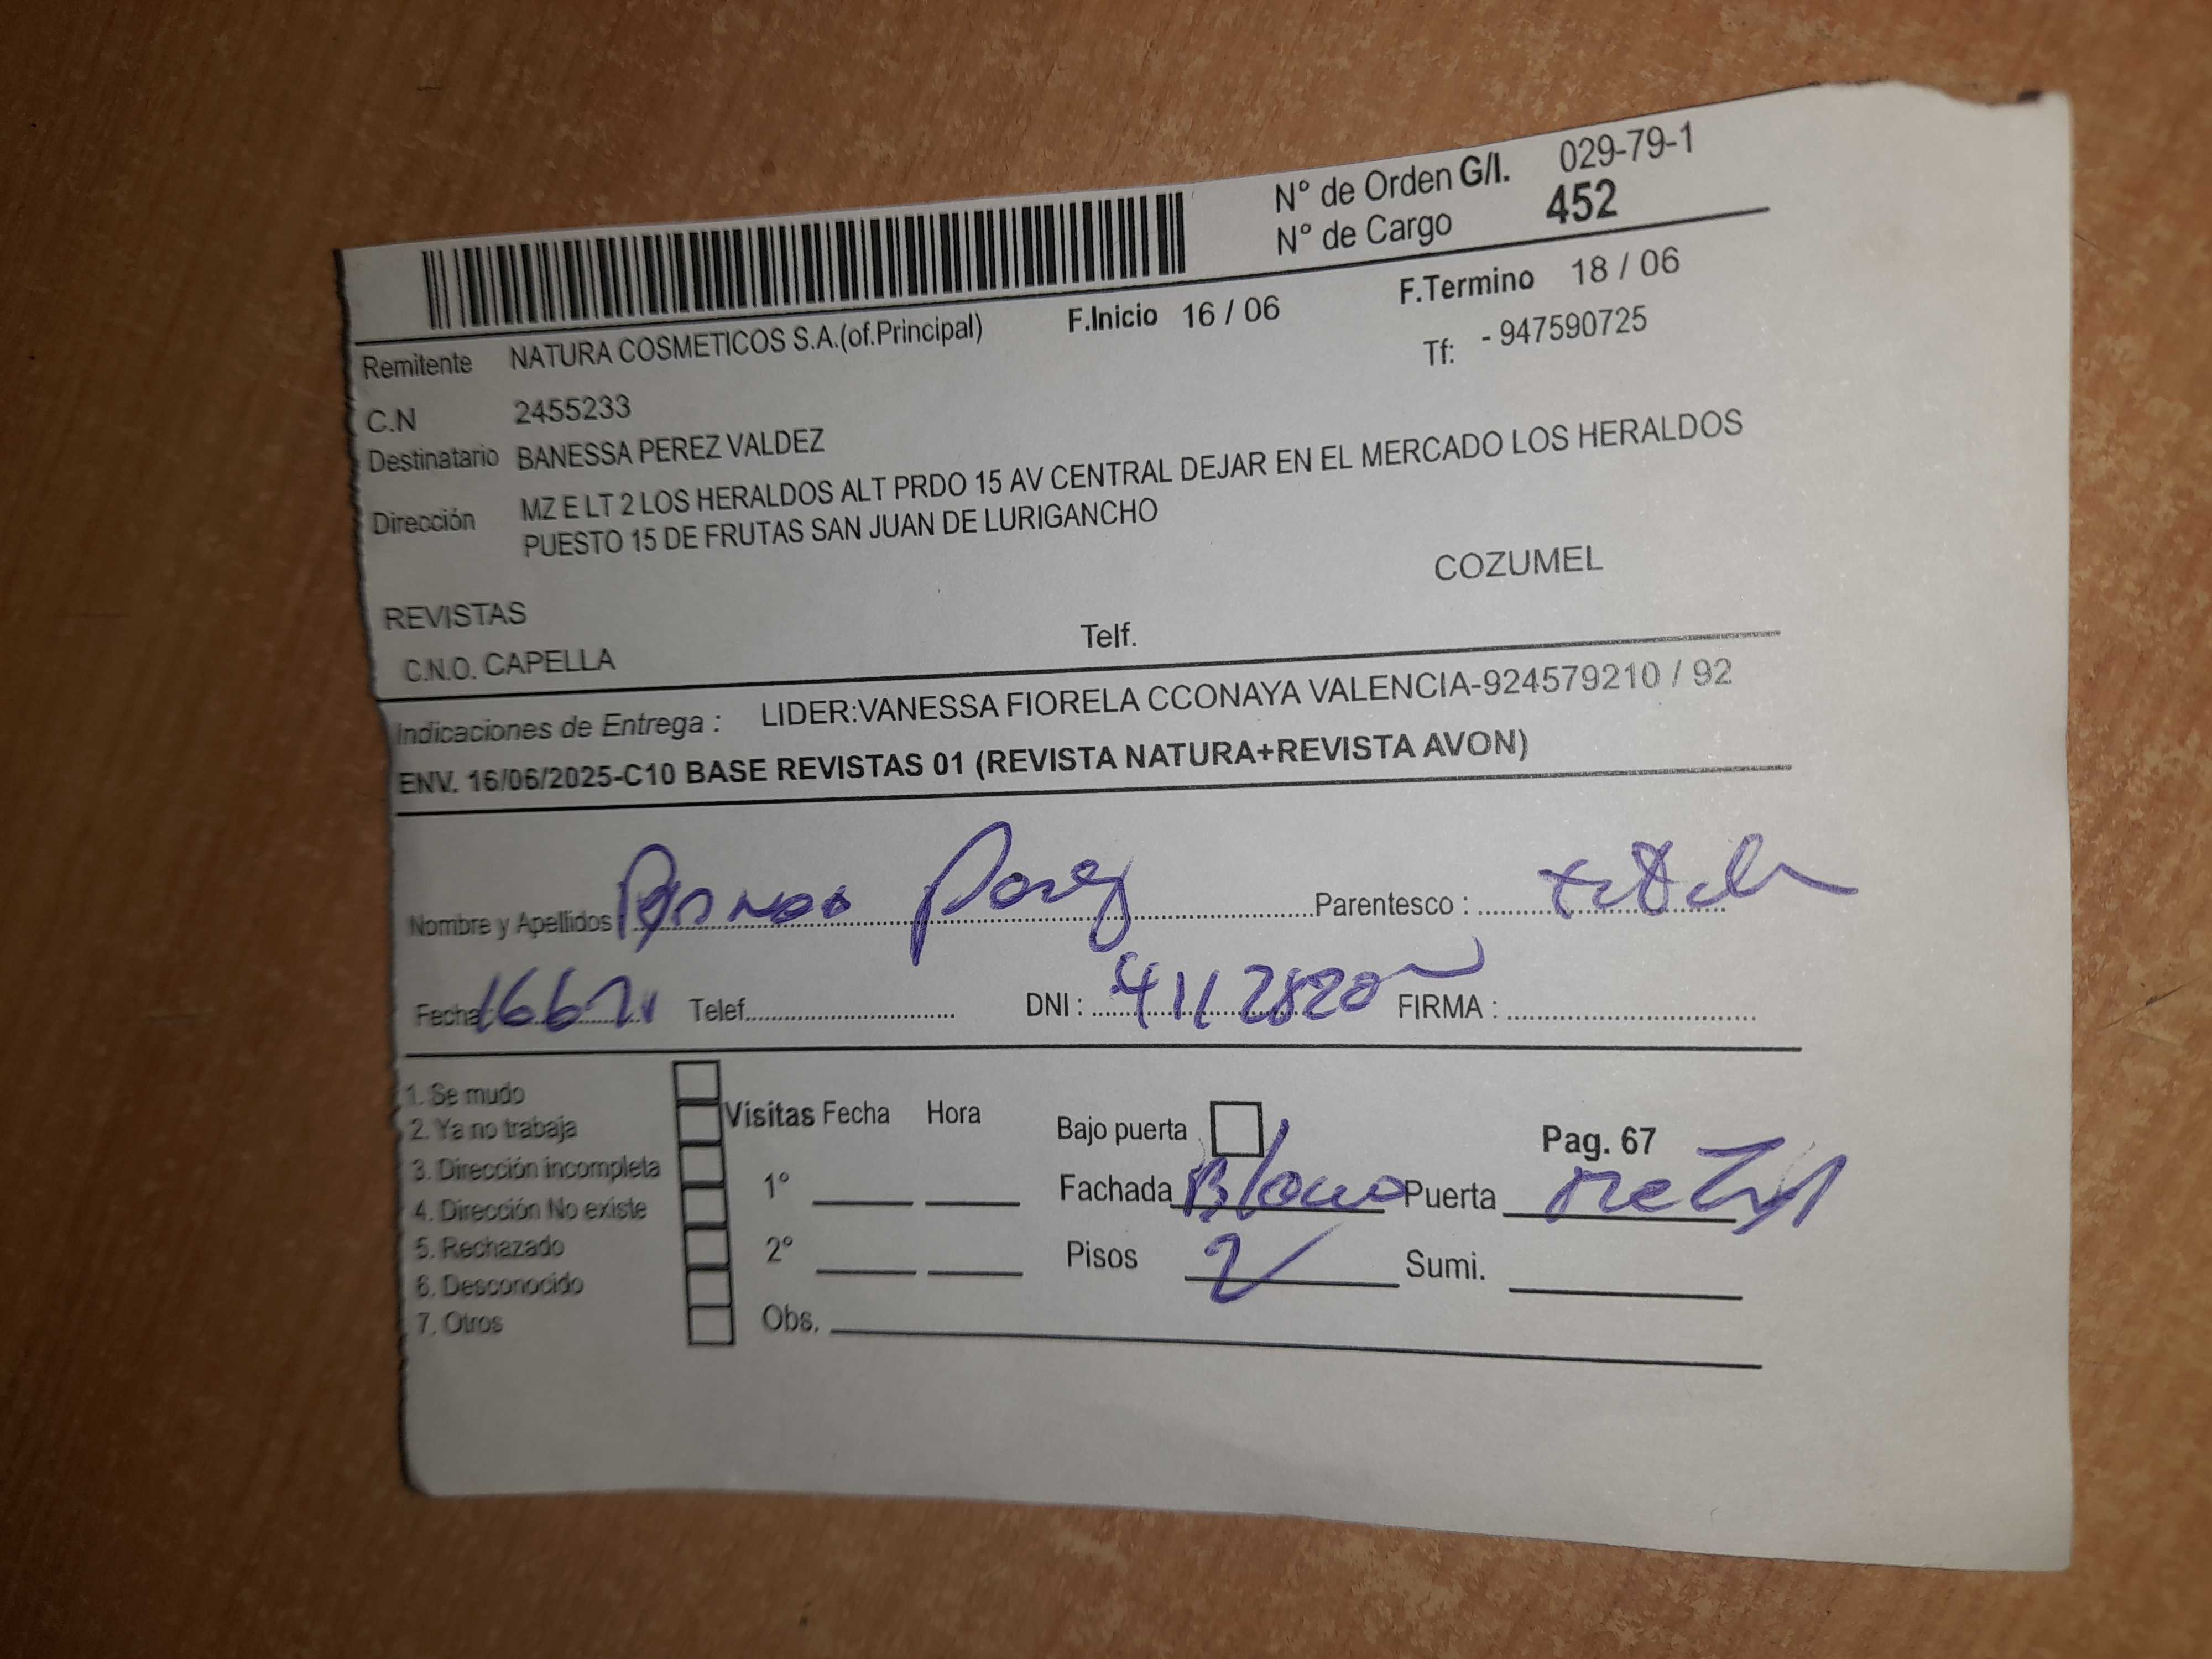 N° de Orden G/I. 029-79-1
N° de Cargo 452
F.Inicio 16 / 06 F.Termino 18 / 06
Remitente NATURA COSMETICOS S.A.(of.Principal) Tf: - 947590725
C.N 2455233
Destinatario BANESSA PEREZ VALDEZ
Dirección MZ E LT 2 LOS HERALDOS ALT PRDO 15 AV CENTRAL DEJAR EN EL MERCADO LOS HERALDOS
PUESTO 15 DE FRUTAS SAN JUAN DE LURIGANCHO
COZUMEL
REVISTAS
C.N.O. CAPELLA Telf.
Indicaciones de Entrega : LIDER:VANESSA FIORELA CCONAYA VALENCIA-924579210 / 92
ENV. 16/06/2025-C10 BASE REVISTAS 01 (REVISTA NATURA+REVISTA AVON)
Nombre y Apellidos Perez Parentesco :
Fecha: Telef. DNI : FIRMA :
1. Se mudo
2. Ya no trabaja
3. Dirección incompleta
4. Dirección No existe
5. Rechazado
6. Desconocido
7. Otros
Visitas Fecha Hora
1°
2°
Obs.
Bajo puerta Pag. 67
Fachada Blanco Puerta Metal
Pisos 2 Sumi.